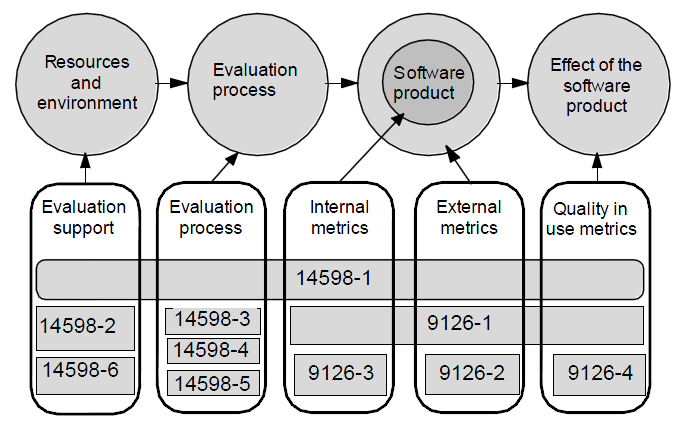 Resources
and
environment
Evaluation
process
Software
product
Effect of the
software
product
Evaluation
support
Evaluation
process
Internal
metrics
External
metrics
Quality in
use metrics
14598-1
14598-2
14598-6
14598-3
14598-4
14598-5
9126-1
9126-3
9126-2
9126-4